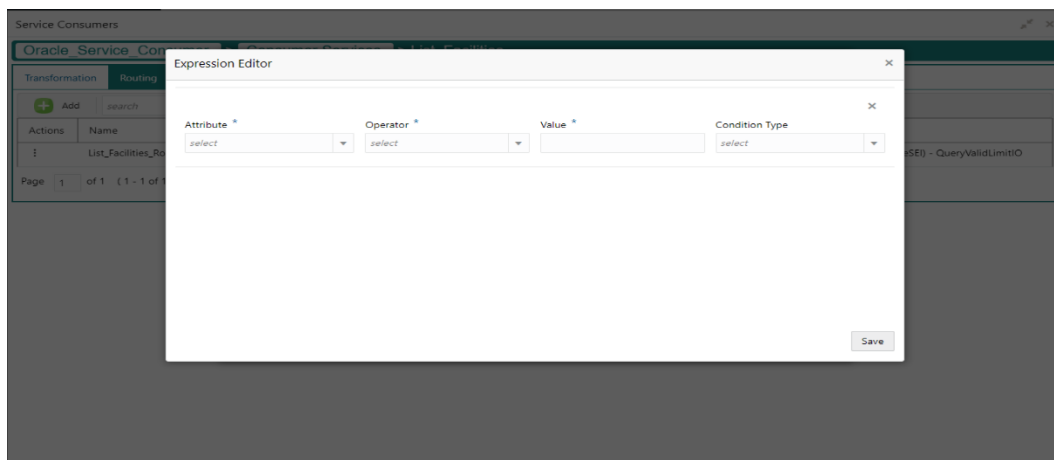 Service Consumers
Oracle_Service_Con
Expression Editor
Transformation Routing
Add search
Attribute * Operator * Value * Condition Type
select select select
Actions Name
List_Facilities_Ro SEI) - QueryValidLimitIO
Page 1 of 1 (1 - 1 of 1
Save